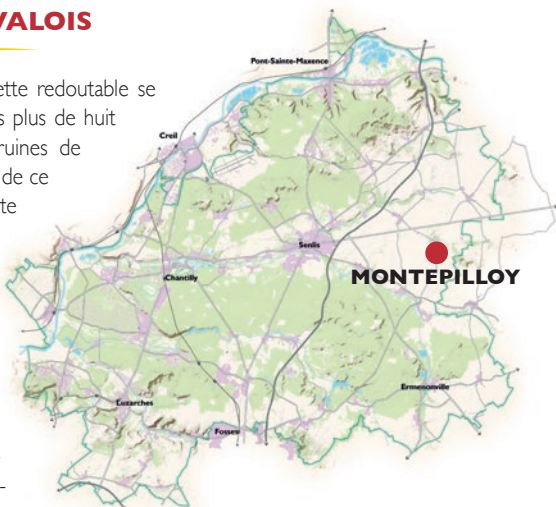 VALOIS
ette redoutable se
s plus de huit
ruines de
de ce
te
-
Pont-Sainte-Maxence
Creil
Senlis
MONTEPILLOY
Chantilly
Ermenonville
Luzarches
Fosses